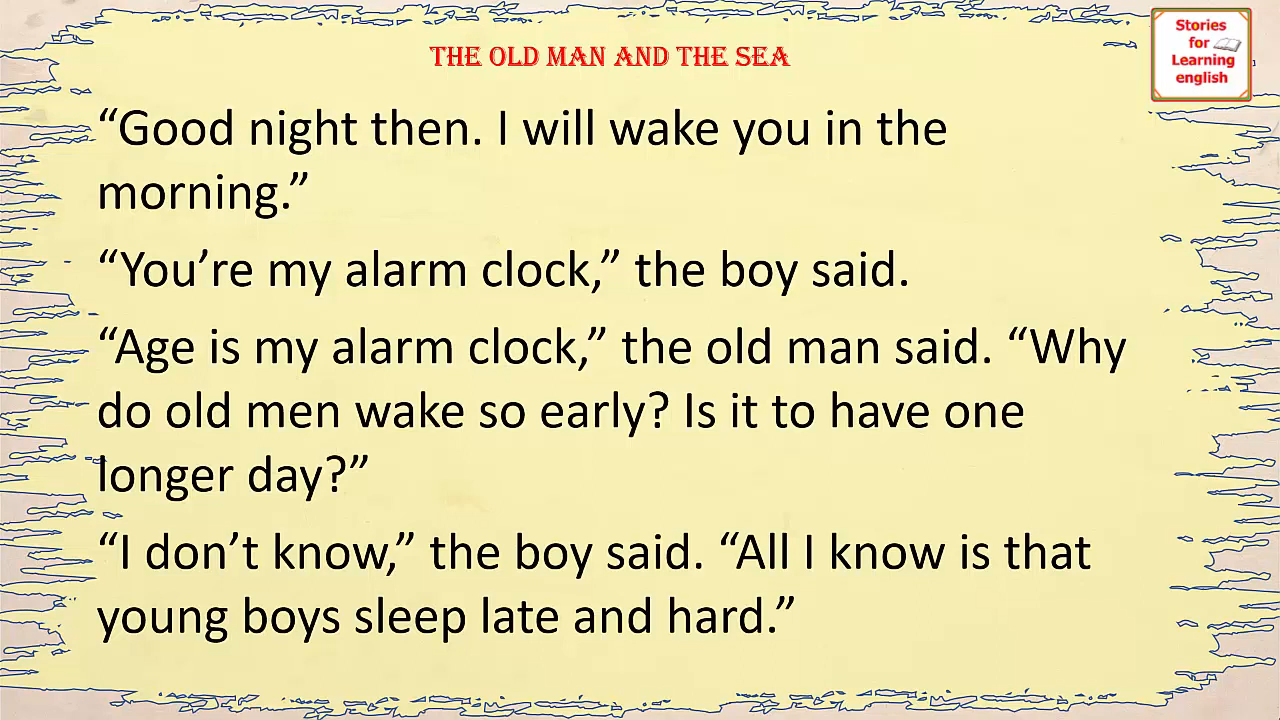 THE OLD MAN AND THE SEA
Stories
for
Learning
english
“Good night then. I will wake you in the
morning.”
“You’re my alarm clock,” the boy said.
“Age is my alarm clock,” the old man said. “Why
do old men wake so early? Is it to have one
longer day?”
“I don’t know,” the boy said. “All I know is that
young boys sleep late and hard.”